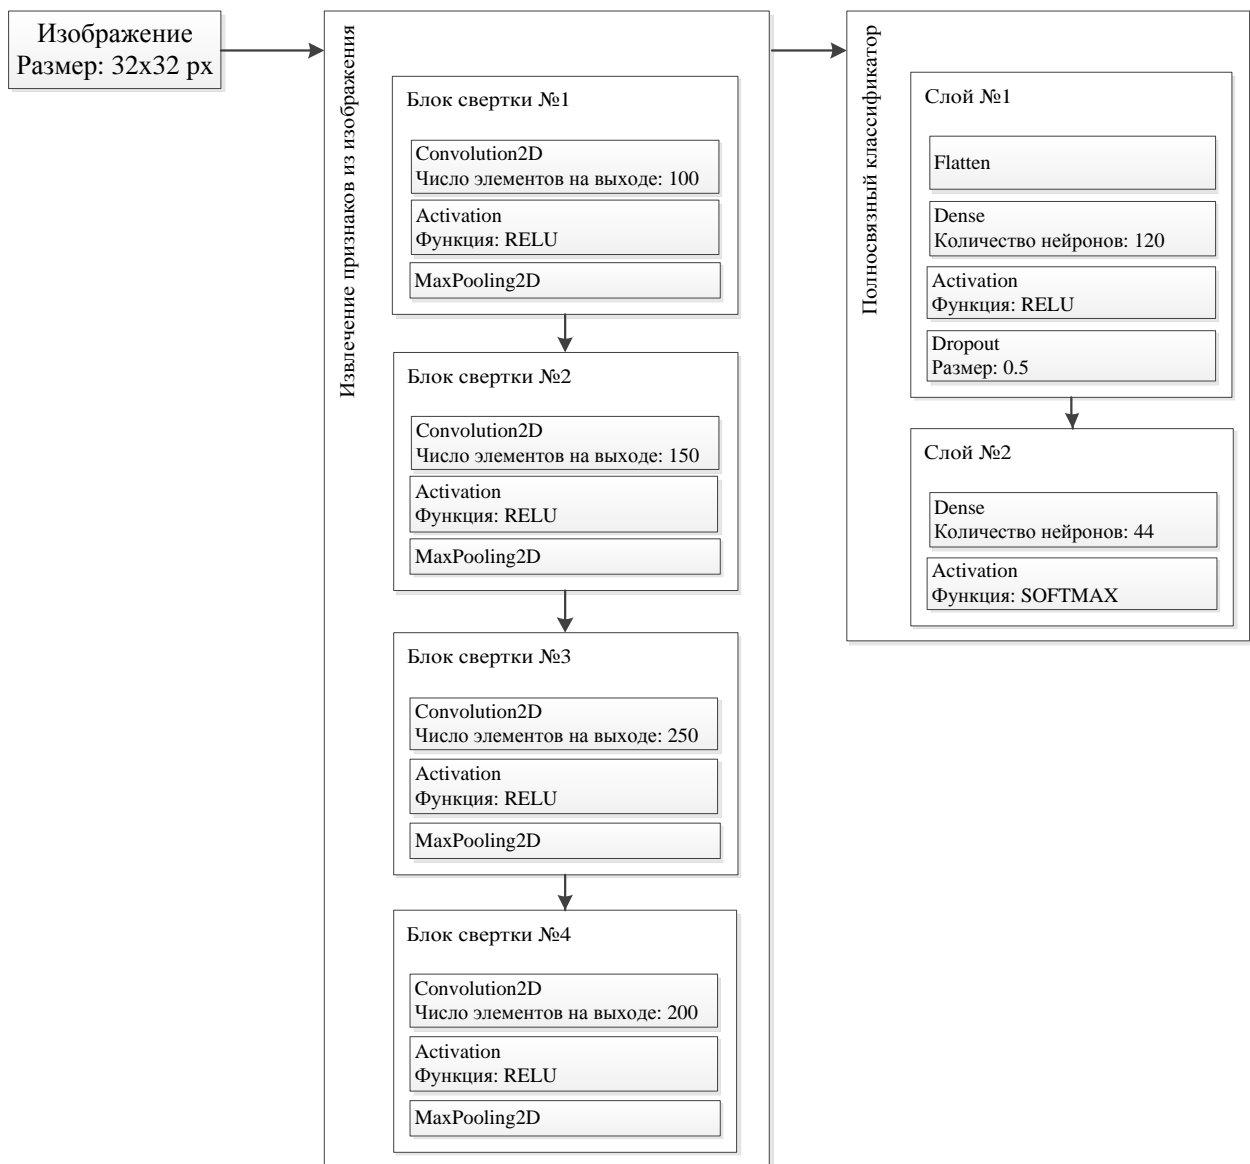 Изображение
Размер: 32x32 px
Извлечение признаков из изображения
Блок свертки №1
Convolution2D
Число элементов на выходе: 100
Activation
Функция: RELU
MaxPooling2D
Блок свертки №2
Convolution2D
Число элементов на выходе: 150
Activation
Функция: RELU
MaxPooling2D
Блок свертки №3
Convolution2D
Число элементов на выходе: 250
Activation
Функция: RELU
MaxPooling2D
Блок свертки №4
Convolution2D
Число элементов на выходе: 200
Activation
Функция: RELU
MaxPooling2D
Полносвязный классификатор
Слой №1
Flatten
Dense
Количество нейронов: 120
Activation
Функция: RELU
Dropout
Размер: 0.5
Слой №2
Dense
Количество нейронов: 44
Activation
Функция: SOFTMAX